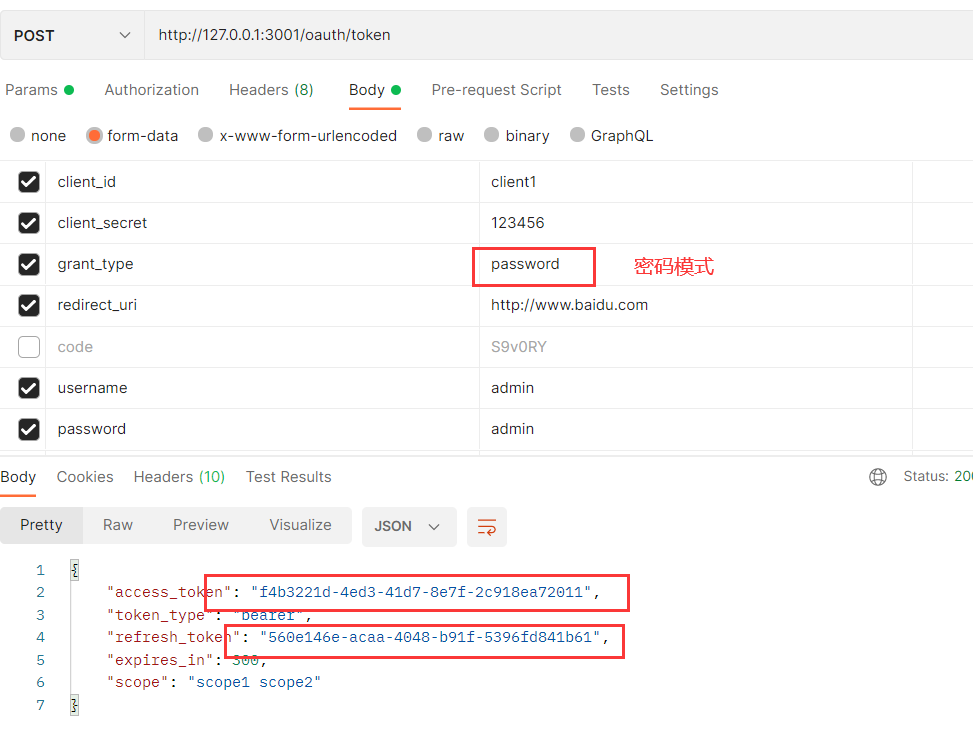 POST http://127.0.0.1:3001/oauth/token
Params Authorization Headers (8) Body Pre-request Script Tests Settings
none form-data x-www-form-urlencoded raw binary GraphQL
client_id client1
client_secret 123456
grant_type password 密码模式
redirect_uri http://www.baidu.com
code S9v0RY
username admin
password admin
Body Cookies Headers (10) Test Results Status: 200
Pretty Raw Preview Visualize JSON
1 {
2 "access_token": "f4b3221d-4ed3-41d7-8e7f-2c918ea72011",
3 "token_type": "bearer",
4 "refresh_token": "560e146e-acaa-4048-b91f-5396fd841b61",
5 "expires_in": 300,
6 "scope": "scope1 scope2"
7 }